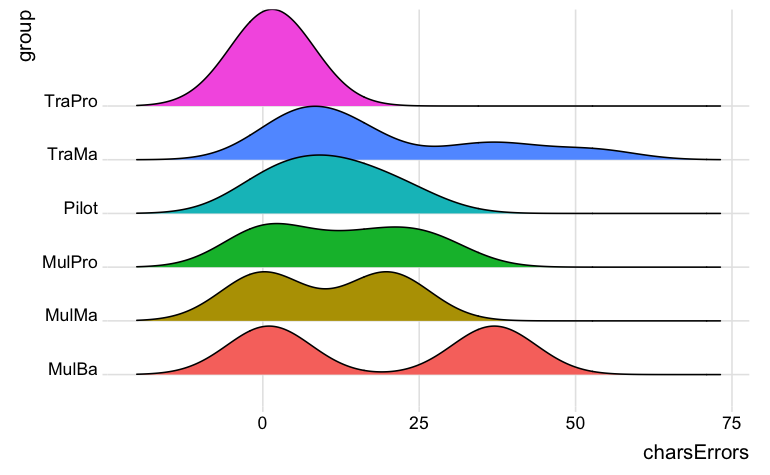 group
TraPro
TraMa
Pilot
MulPro
MulMa
MulBa
0 25 50 75
charsErrors